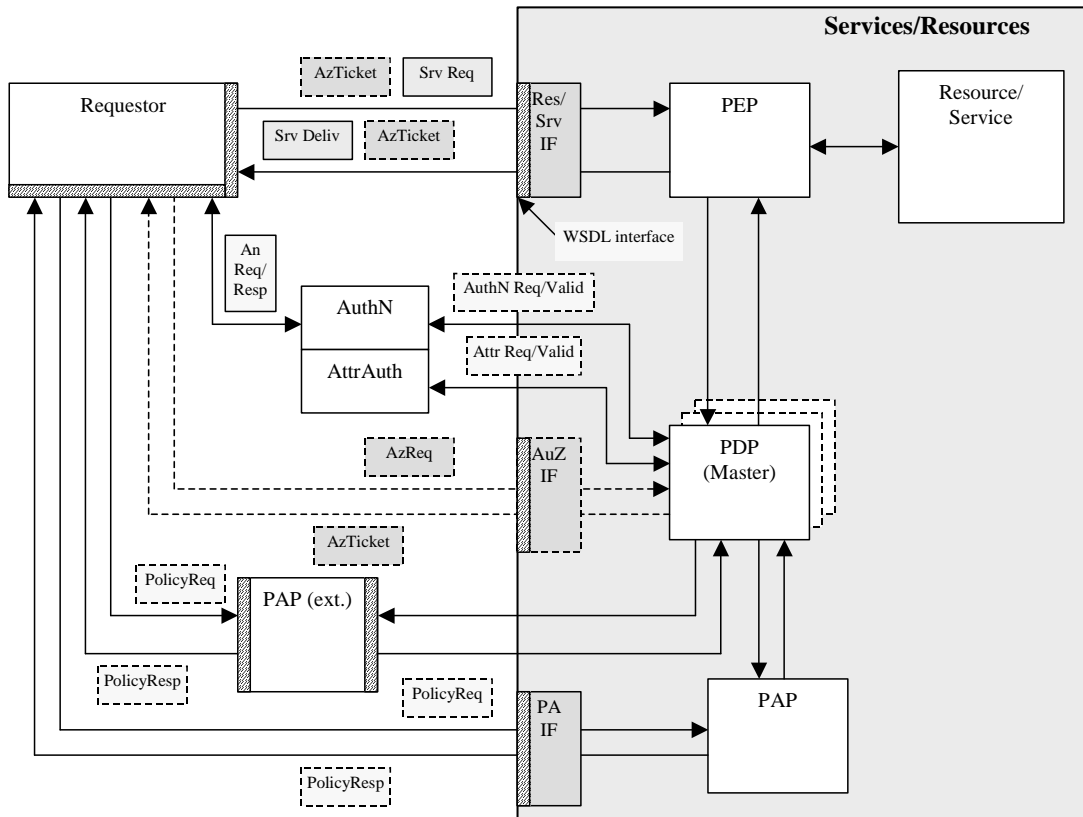 Services/Resources
AzTicket
Srv Req
Requestor
Res/
Srv
IF
PEP
Resource/
Service
Srv Deliv
AzTicket
WSDL interface
An
Req/
Resp
AuthN Req/Valid
AuthN
Attr Req/Valid
AttrAuth
AzReq
AuZ
IF
PDP
(Master)
AzTicket
PolicyReq
PAP (ext.)
PolicyResp
PolicyReq
PA
IF
PAP
PolicyResp